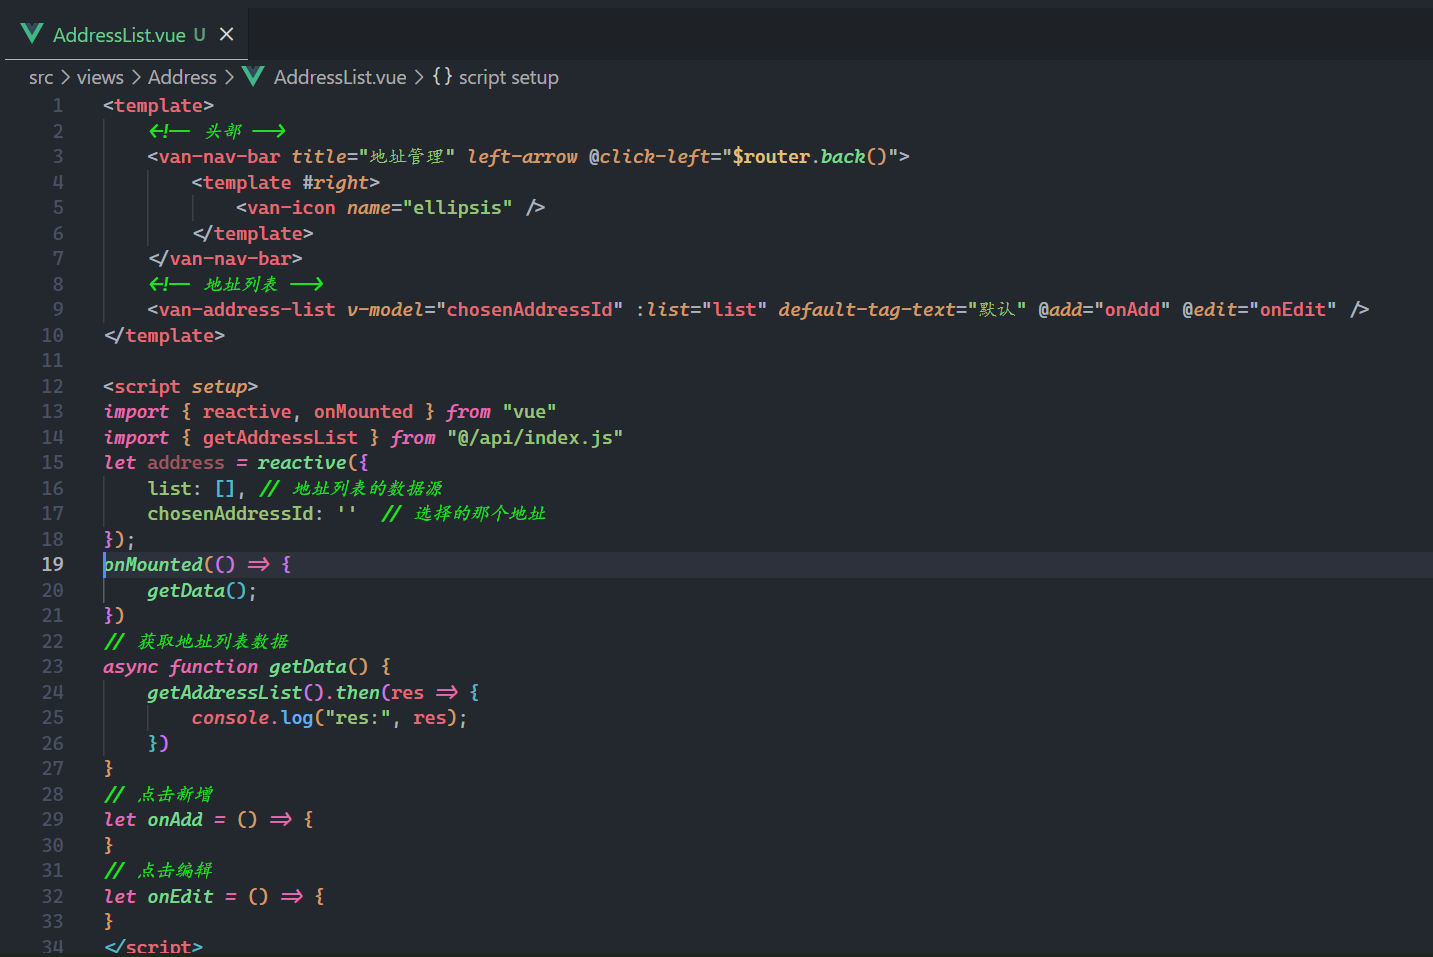 AddressList.vue U ×
src > views > Address > AddressList.vue > {} script setup
1 <template>
2 <!-- 头部 -->
3 <van-nav-bar title="地址管理" left-arrow @click-left="$router.back()">
4 <template #right>
5 <van-icon name="ellipsis" />
6 </template>
7 </van-nav-bar>
8 <!-- 地址列表 -->
9 <van-address-list v-model="chosenAddressId" :list="list" default-tag-text="默认" @add="onAdd" @edit="onEdit" />
10 </template>
11
12 <script setup>
13 import { reactive, onMounted } from "vue"
14 import { getAddressList } from "@/api/index.js"
15 let address = reactive({
16 list: [], // 地址列表的数据源
17 chosenAddressId: '' // 选择的那个地址
18 });
19 onMounted(() => {
20 getData();
21 })
22 // 获取地址列表数据
23 async function getData() {
24 getAddressList().then(res => {
25 console.log("res:", res);
26 })
27 }
28 // 点击新增
29 let onAdd = () => {
30 }
31 // 点击编辑
32 let onEdit = () => {
33 }
34 </script>